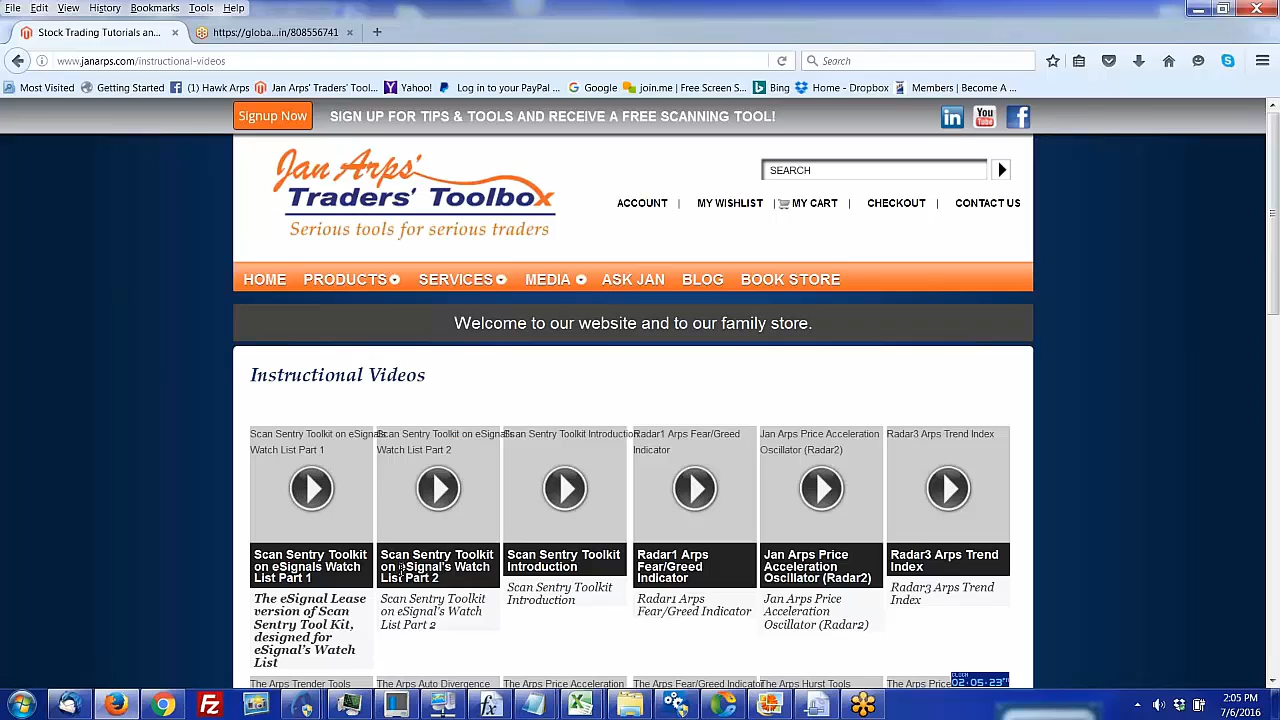 File Edit View History Bookmarks Tools Help
Stock Trading Tutorials an... × https://globa...in/808556741 × +
www.janarps.com/instructional-videos Search
Most Visited Getting Started (1) Hawk Arps Jan Arps' Traders' Tool... Yahoo! Log in to your PayPal ... Google join.me | Free Screen S... Bing Home - Dropbox Members | Become A ...
Signup Now SIGN UP FOR TIPS & TOOLS AND RECEIVE A FREE SCANNING TOOL! in You Tube f
Jan Arps'
Traders' Toolbox
Serious tools for serious traders
SEARCH
ACCOUNT | MY WISHLIST | MY CART | CHECKOUT | CONTACT US
HOME PRODUCTS SERVICES MEDIA ASK JAN BLOG BOOK STORE
Welcome to our website and to our family store.
Instructional Videos
Scan Sentry Toolkit on eSignals
Watch List Part 1
Scan Sentry Toolkit
on eSignals Watch
List Part 1
The eSignal Lease
version of Scan
Sentry Tool Kit,
designed for
eSignal's Watch
List
Scan Sentry Toolkit on eSignal's
Watch List Part 2
Scan Sentry Toolkit
on eSignal's Watch
List Part 2
Scan Sentry Toolkit
on eSignal's Watch
List Part 2
Scan Sentry Toolkit Introduction
Scan Sentry Toolkit
Introduction
Scan Sentry Toolkit
Introduction
Radar1 Arps Fear/Greed
Indicator
Radar1 Arps
Fear/Greed
Indicator
Radar1 Arps
Fear/Greed Indicator
Jan Arps Price Acceleration
Oscillator (Radar2)
Jan Arps Price
Acceleration
Oscillator (Radar2)
Jan Arps Price
Acceleration
Oscillator (Radar2)
Radar3 Arps Trend Index
Radar3 Arps Trend
Index
Radar3 Arps Trend
Index
The Arps Trender Tools The Arps Auto Divergence The Arps Price Acceleration The Arps Fear/Greed Indicator The Arps Hurst Tools The Arps Price
02:05:23
2:05 PM
7/6/2016